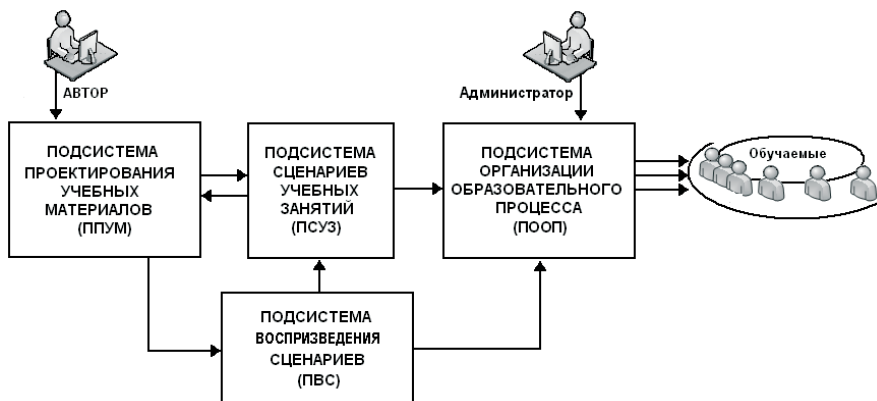 АВТОР
Администратор
ПОДСИСТЕМА
ПРОЕКТИРОВАНИЯ
УЧЕБНЫХ
МАТЕРИАЛОВ
(ППУМ)
ПОДСИСТЕМА
СЦЕНАРИЕВ
УЧЕБНЫХ
ЗАНЯТИЙ
(ПСУЗ)
ПОДСИСТЕМА
ОРГАНИЗАЦИИ
ОБРАЗОВАТЕЛЬНОГО
ПРОЦЕССА
(ПООП)
Обучаемые
ПОДСИСТЕМА
ВОСПРИЗВЕДЕНИЯ
СЦЕНАРИЕВ
(ПВС)